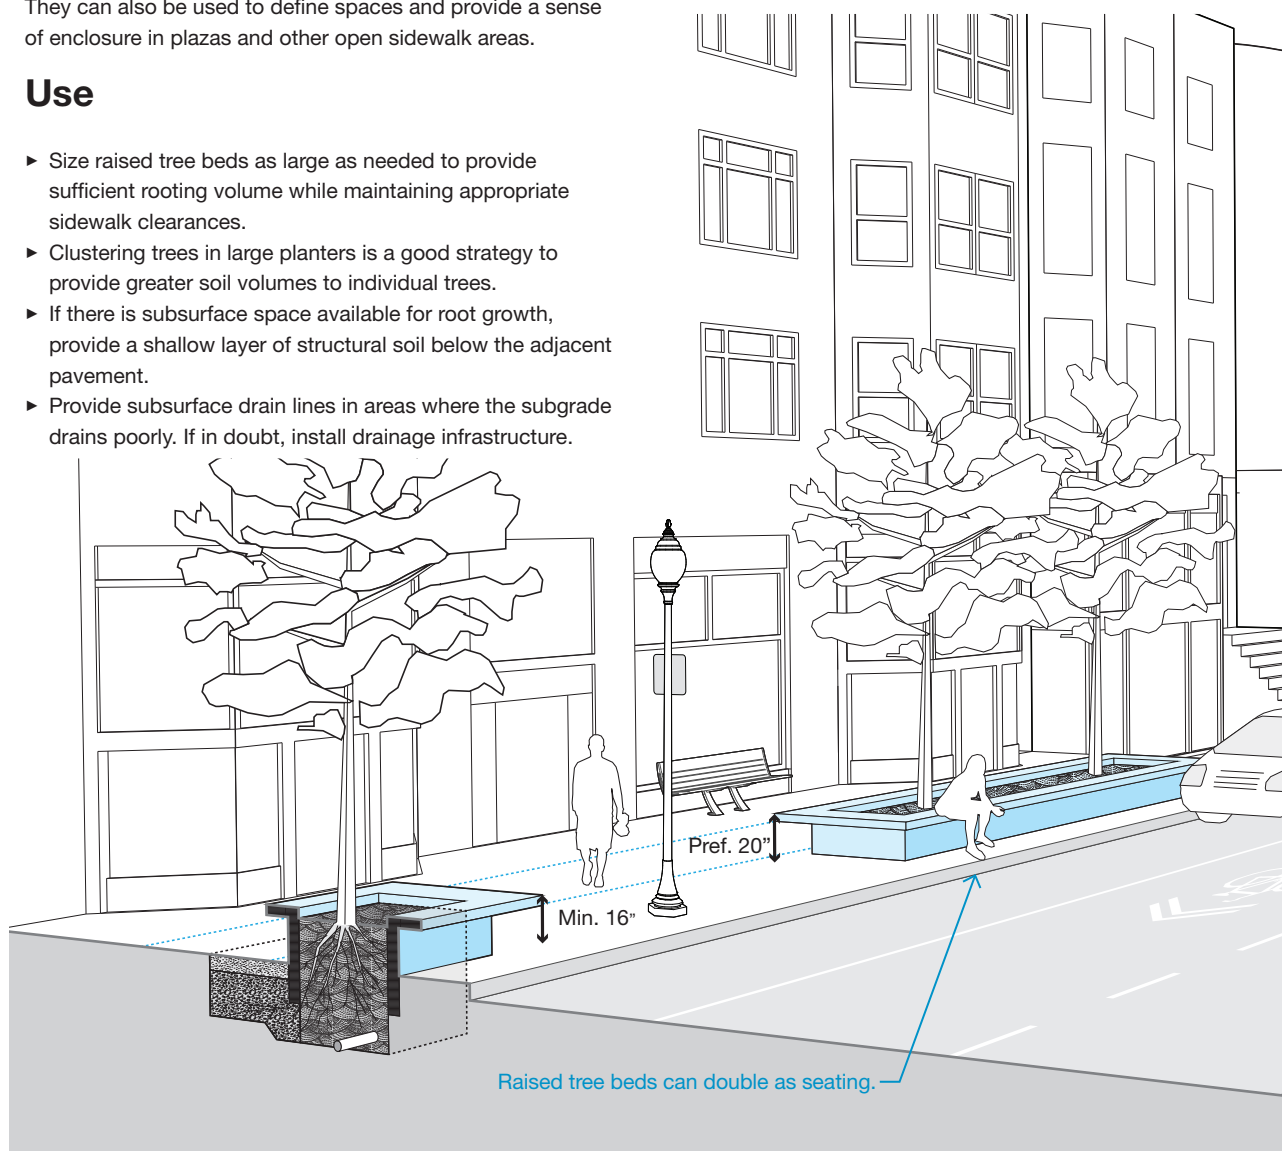 They can also be used to define spaces and provide a sense
of enclosure in plazas and other open sidewalk areas.
Use
► Size raised tree beds as large as needed to provide
sufficient rooting volume while maintaining appropriate
sidewalk clearances.
► Clustering trees in large planters is a good strategy to
provide greater soil volumes to individual trees.
► If there is subsurface space available for root growth,
provide a shallow layer of structural soil below the adjacent
pavement.
► Provide subsurface drain lines in areas where the subgrade
drains poorly. If in doubt, install drainage infrastructure.
Pref. 20”
Min. 16”
Raised tree beds can double as seating.